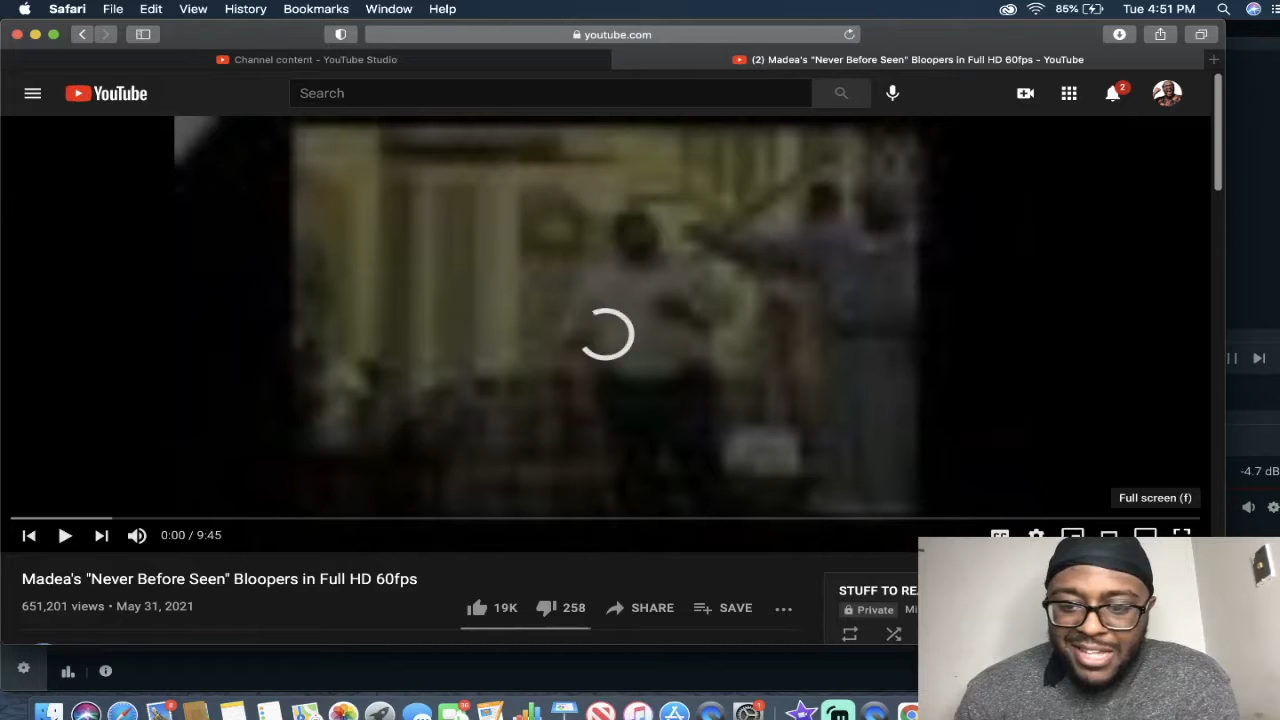 Safari File Edit View History Bookmarks Window Help 85% Tue 4:51 PM
youtube.com
Channel content - YouTube Studio
(2) Madea's "Never Before Seen" Bloopers in Full HD 60fps - YouTube
YouTube
Search
2
Full screen (f)
0:00 / 9:45
Madea's "Never Before Seen" Bloopers in Full HD 60fps
651,201 views • May 31, 2021
19K 258 SHARE SAVE
STUFF TO RE
Private
-4.7 dB